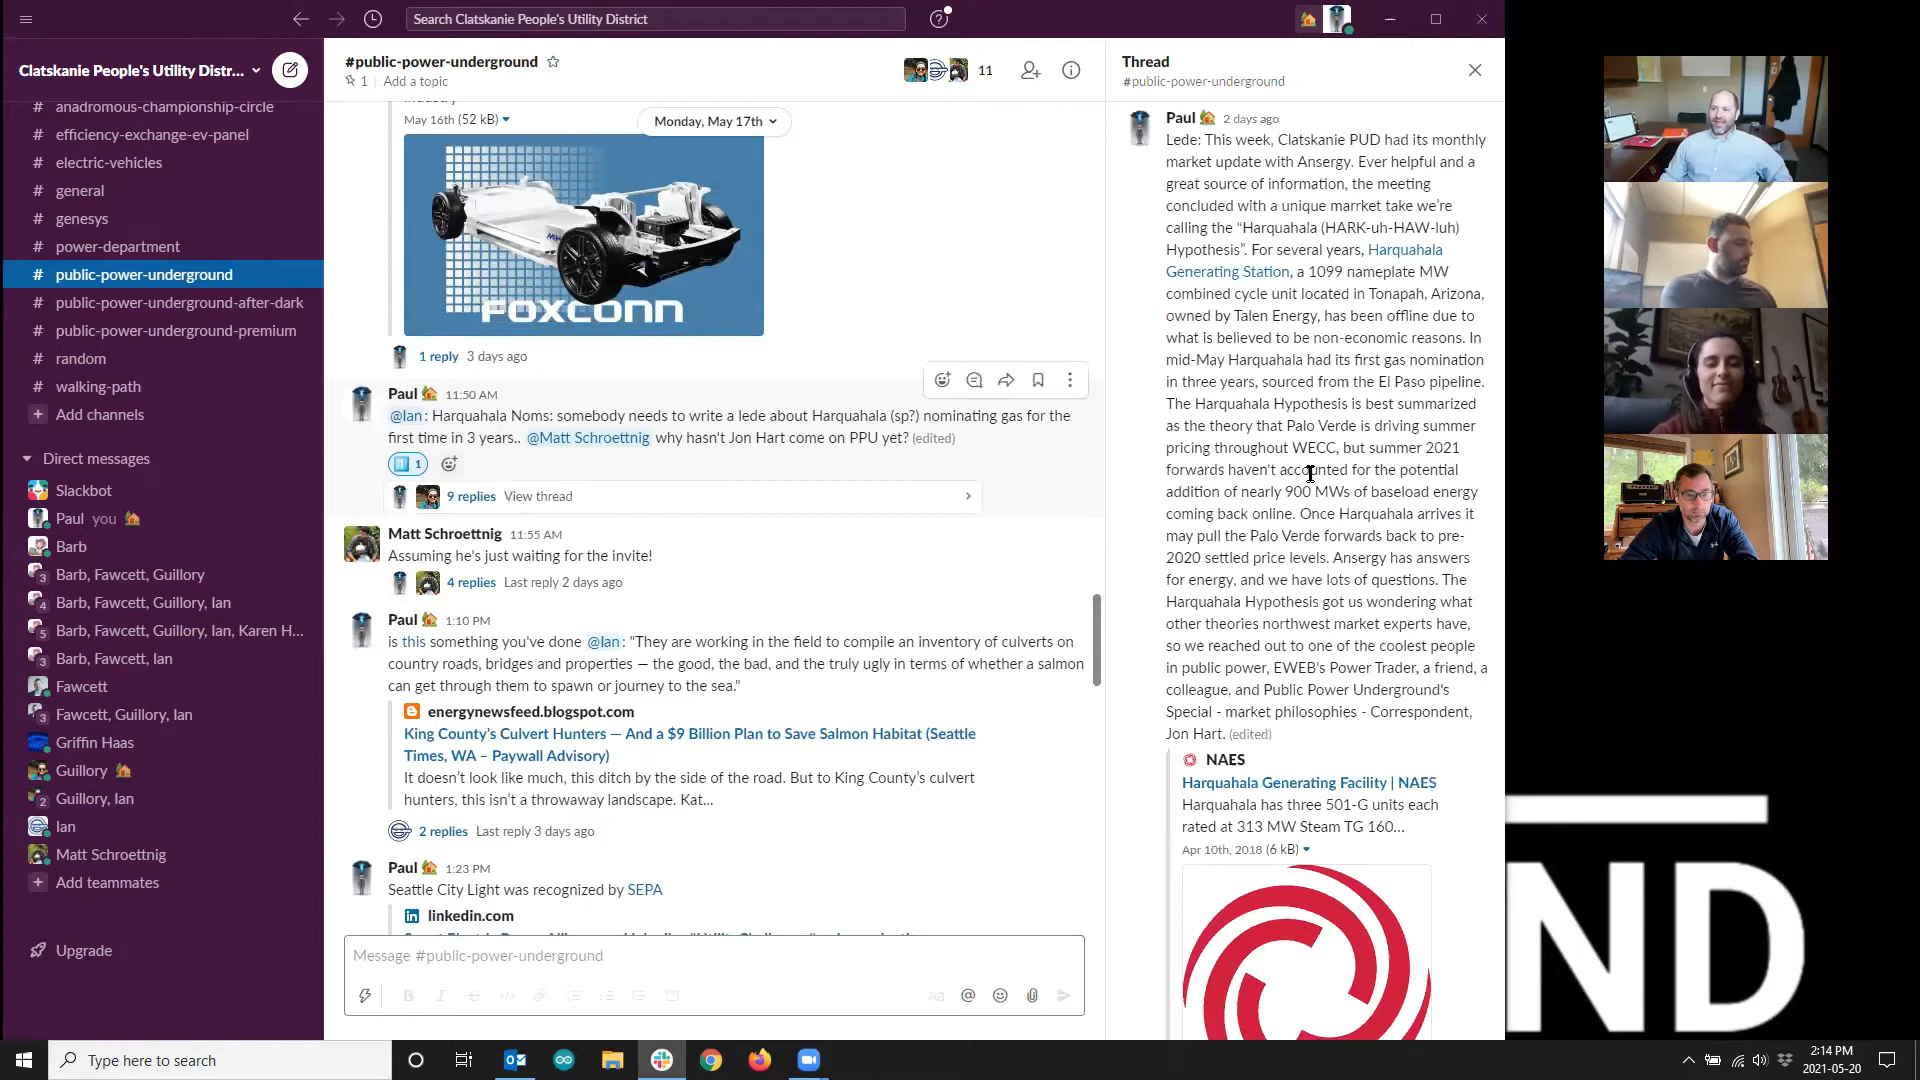 Search Clatskanie People's Utility District
Clatskanie People's Utility Distr...
# anadromous-championship-circle
# efficiency-exchange-ev-panel
# electric-vehicles
# general
# genesys
# power-department
# public-power-underground
# public-power-underground-after-dark
# public-power-underground-premium
# random
# walking-path
+ Add channels
Direct messages
Slackbot
Paul you
Barb
3 Barb, Fawcett, Guillory
4 Barb, Fawcett, Guillory, Ian
5 Barb, Fawcett, Guillory, Ian, Karen H...
3 Barb, Fawcett, Ian
Fawcett
3 Fawcett, Guillory, Ian
Griffin Haas
Guillory
2 Guillory, Ian
Ian
Matt Schroettnig
+ Add teammates
Upgrade
#public-power-underground
1 Add a topic
11
May 16th (52 kB)
Monday, May 17th
FOXCONN
1 reply 3 days ago
Paul 11:50 AM
@Ian: Harquahala Noms: somebody needs to write a lede about Harquahala (sp?) nominating gas for the
first time in 3 years.. @Matt Schroettnig why hasn't Jon Hart come on PPU yet? (edited)
1 1
9 replies View thread
Matt Schroettnig 11:55 AM
Assuming he's just waiting for the invite!
4 replies Last reply 2 days ago
Paul 1:10 PM
is this something you've done @Ian: "They are working in the field to compile an inventory of culverts on
country roads, bridges and properties — the good, the bad, and the truly ugly in terms of whether a salmon
can get through them to spawn or journey to the sea."
energynewsfeed.blogspot.com
King County's Culvert Hunters — And a $9 Billion Plan to Save Salmon Habitat (Seattle
Times, WA – Paywall Advisory)
It doesn't look like much, this ditch by the side of the road. But to King County's culvert
hunters, this isn't a throwaway landscape. Kat...
2 replies Last reply 3 days ago
Paul 1:23 PM
Seattle City Light was recognized by SEPA
linkedin.com
Message #public-power-underground
Thread
#public-power-underground
Paul 2 days ago
Lede: This week, Clatskanie PUD had its monthly
market update with Ansergy. Ever helpful and a
great source of information, the meeting
concluded with a unique marrket take we're
calling the "Harquahala (HARK-uh-HAW-luh)
Hypothesis". For several years, Harquahala
Generating Station, a 1099 nameplate MW
combined cycle unit located in Tonapah, Arizona,
owned by Talen Energy, has been offline due to
what is believed to be non-economic reasons. In
mid-May Harquahala had its first gas nomination
in three years, sourced from the El Paso pipeline.
The Harquahala Hypothesis is best summarized
as the theory that Palo Verde is driving summer
pricing throughout WECC, but summer 2021
forwards haven't accounted for the potential
addition of nearly 900 MWs of baseload energy
coming back online. Once Harquahala arrives it
may pull the Palo Verde forwards back to pre-
2020 settled price levels. Ansergy has answers
for energy, and we have lots of questions. The
Harquahala Hypothesis got us wondering what
other theories northwest market experts have,
so we reached out to one of the coolest people
in public power, EWEB's Power Trader, a friend, a
colleague, and Public Power Underground's
Special - market philosophies - Correspondent,
Jon Hart. (edited)
NAES
Harquahala Generating Facility | NAES
Harquahala has three 501-G units each
rated at 313 MW Steam TG 160...
Apr 10th, 2018 (6 kB)
ND
Type here to search
2:14 PM
2021-05-20